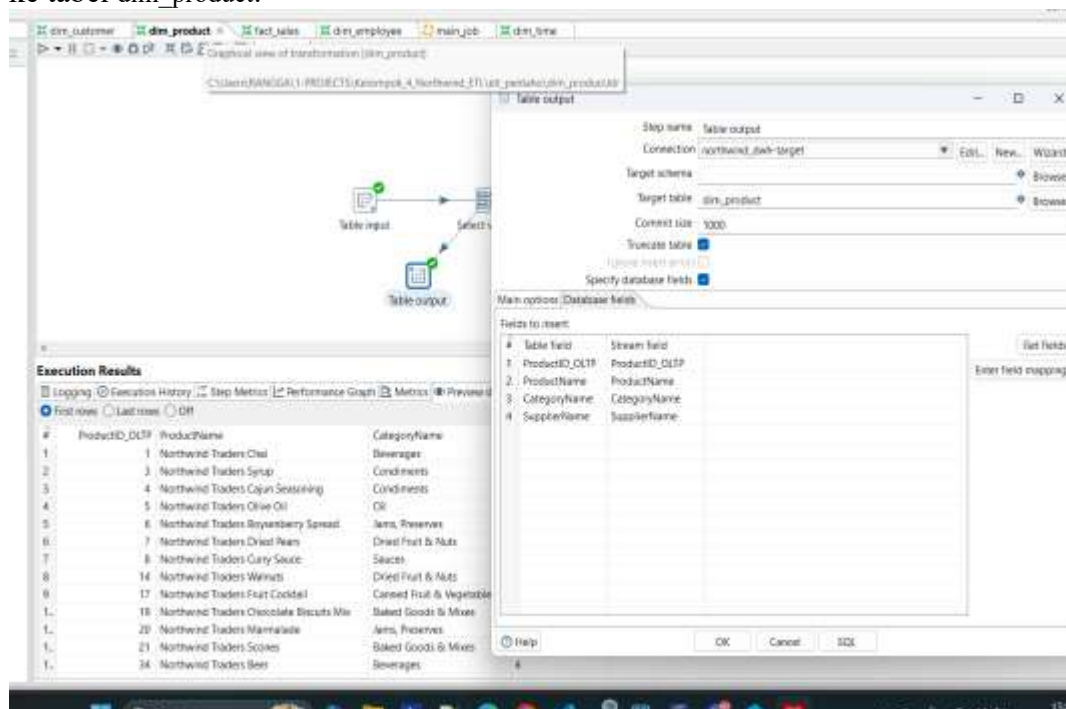 ke tabel dim_product.
dim_customer dim_product fact_sales dim_employee main_job dim_time
Graphical view of transformation (dim_product)
Table output
Step name Table output
Connection northwind_dwh-target Edit... New... Wizard
Target schema Browse
Target table dim_product Browse
Commit size 1000
Truncate table
Specify database fields
Main options Database fields
Fields to insert:
# Table field Stream field
1 ProductID_OLTP ProductID_OLTP
2 ProductName ProductName
3 CategoryName CategoryName
4 SupplierName SupplierName
Get fields
Enter field mapping
Help OK Cancel SQL
Table input
Select v
Table output
Execution Results
Logging Execution History Step Metrics Performance Graph Metrics Preview d
First rows Last rows Off
# ProductID_OLTP ProductName CategoryName
1 1 Northwind Traders Chai Beverages
2 3 Northwind Traders Syrup Condiments
3 4 Northwind Traders Cajun Seasoning Condiments
4 5 Northwind Traders Olive Oil Oil
5 6 Northwind Traders Boysenberry Spread Jams, Preserves
6 7 Northwind Traders Dried Pears Dried Fruit & Nuts
7 8 Northwind Traders Curry Sauce Sauces
8 14 Northwind Traders Walnuts Dried Fruit & Nuts
9 17 Northwind Traders Fruit Cocktail Canned Fruit & Vegetable
1.. 18 Northwind Traders Chocolate Biscuits Mix Baked Goods & Mixes
1.. 20 Northwind Traders Marmalade Jams, Preserves
1.. 21 Northwind Traders Scones Baked Goods & Mixes
1.. 34 Northwind Traders Beer Beverages